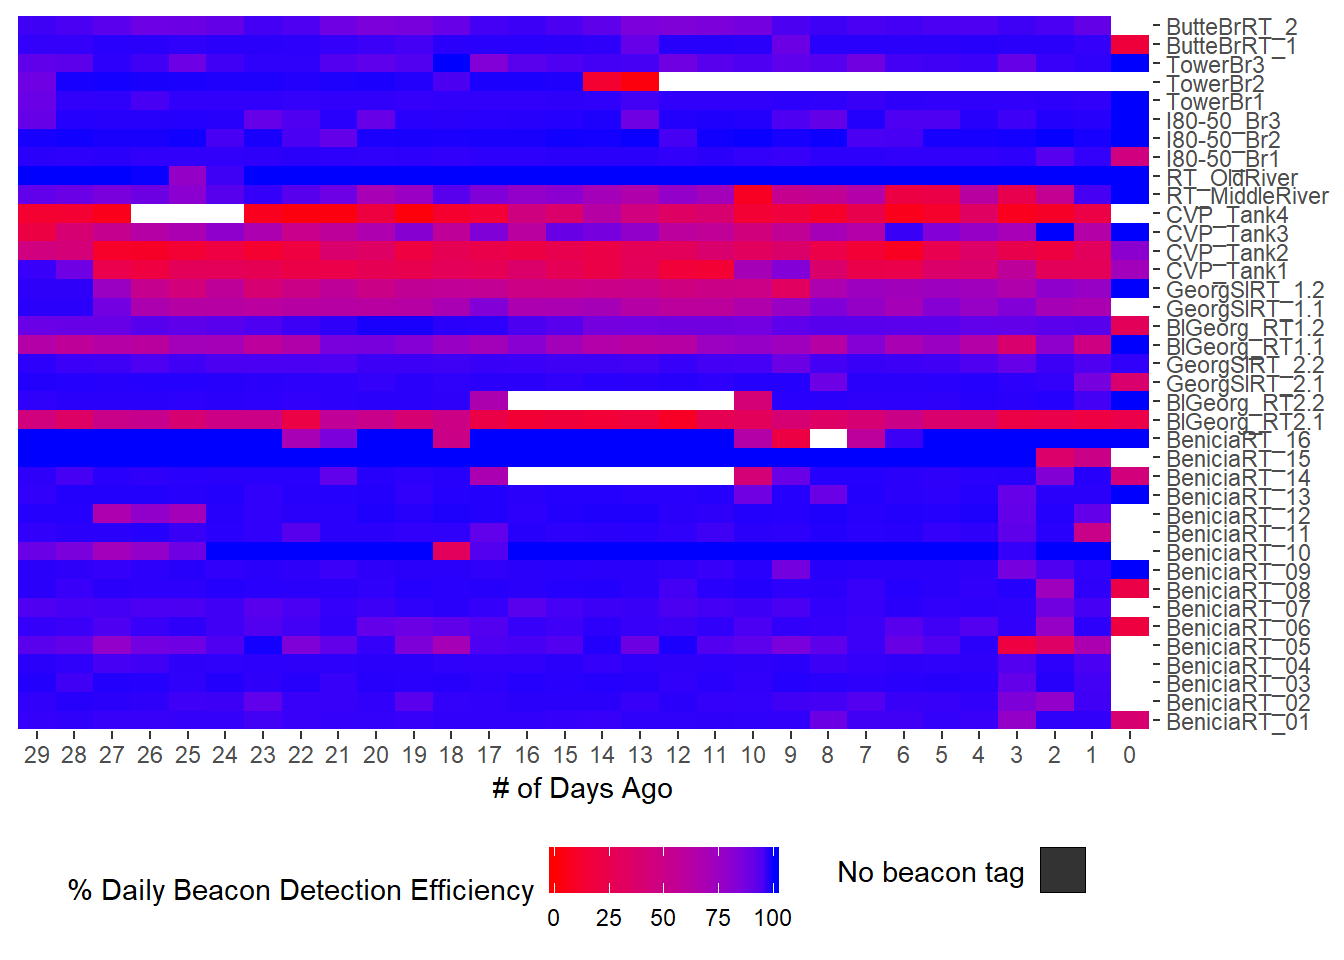 ButteBrRT_2
ButteBrRT_1
TowerBr3
TowerBr2
TowerBr1
I80-50_Br3
I80-50_Br2
I80-50_Br1
RT_OldRiver
RT_MiddleRiver
CVP_Tank4
CVP_Tank3
CVP_Tank2
CVP_Tank1
GeorgSlRT_1.2
GeorgSlRT_1.1
BlGeorg_RT1.2
BlGeorg_RT1.1
GeorgSlRT_2.2
GeorgSlRT_2.1
BlGeorg_RT2.2
BlGeorg_RT2.1
BeniciaRT_16
BeniciaRT_15
BeniciaRT_14
BeniciaRT_13
BeniciaRT_12
BeniciaRT_11
BeniciaRT_10
BeniciaRT_09
BeniciaRT_08
BeniciaRT_07
BeniciaRT_06
BeniciaRT_05
BeniciaRT_04
BeniciaRT_03
BeniciaRT_02
BeniciaRT_01
29 28 27 26 25 24 23 22 21 20 19 18 17 16 15 14 13 12 11 10 9 8 7 6 5 4 3 2 1 0
# of Days Ago
% Daily Beacon Detection Efficiency
0 25 50 75 100
No beacon tag